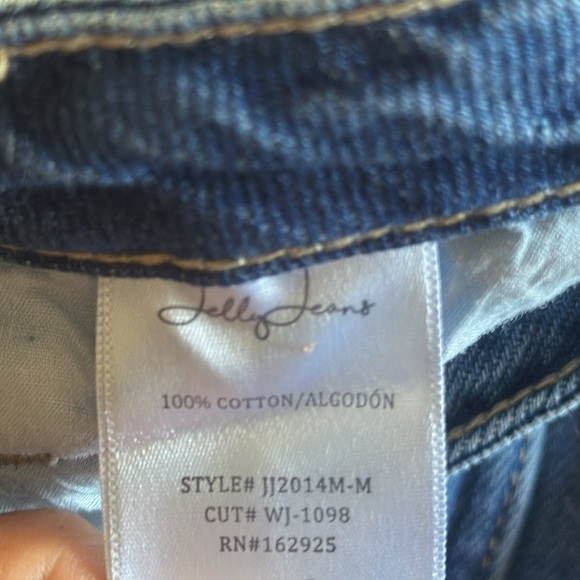 Jelly Jeans
100% COTTON/ALGODÓN
STYLE# JJ2014M-M
CUT# WJ-1098
RN#162925